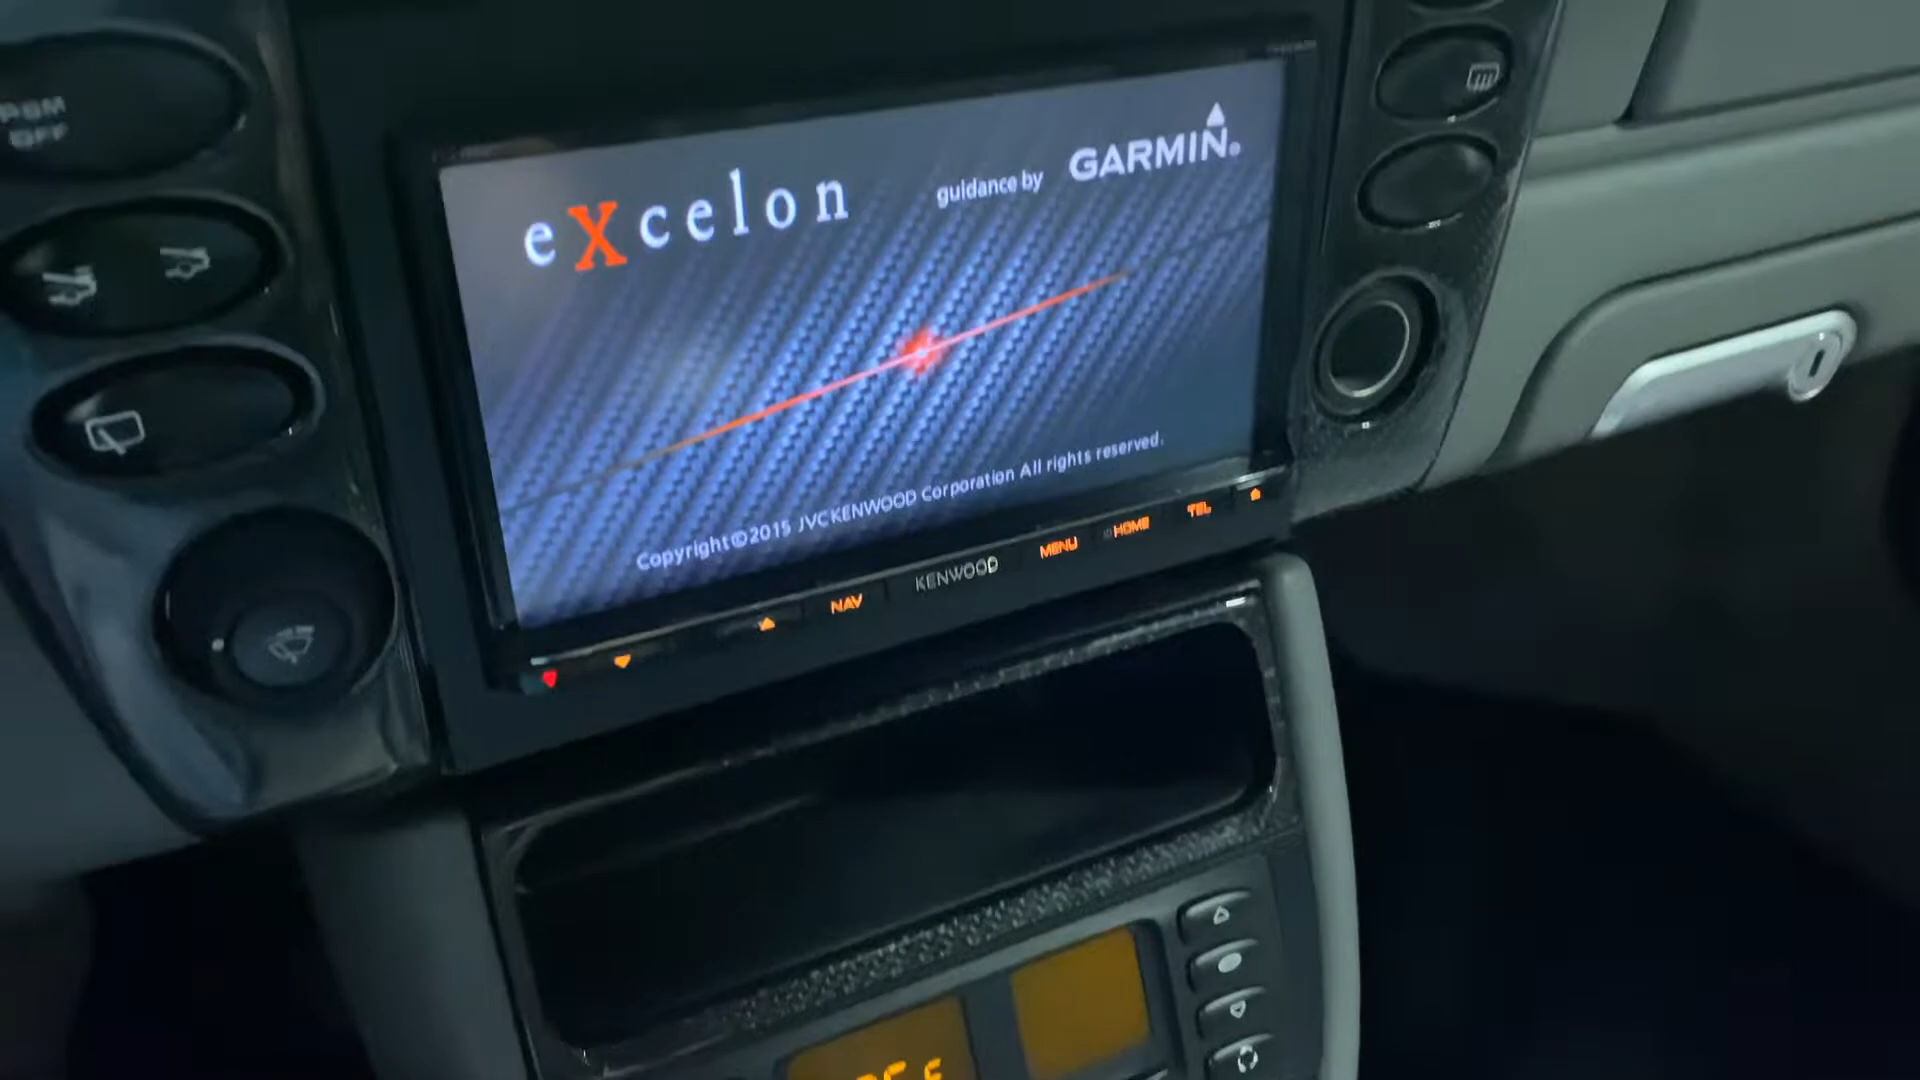 PSM
OFF
eXcelon
guidance by GARMIN®
Copyright©2015 JVCKENWOOD Corporation All rights reserved.
NAV
KENWOOD
MENU
HOME
TEL